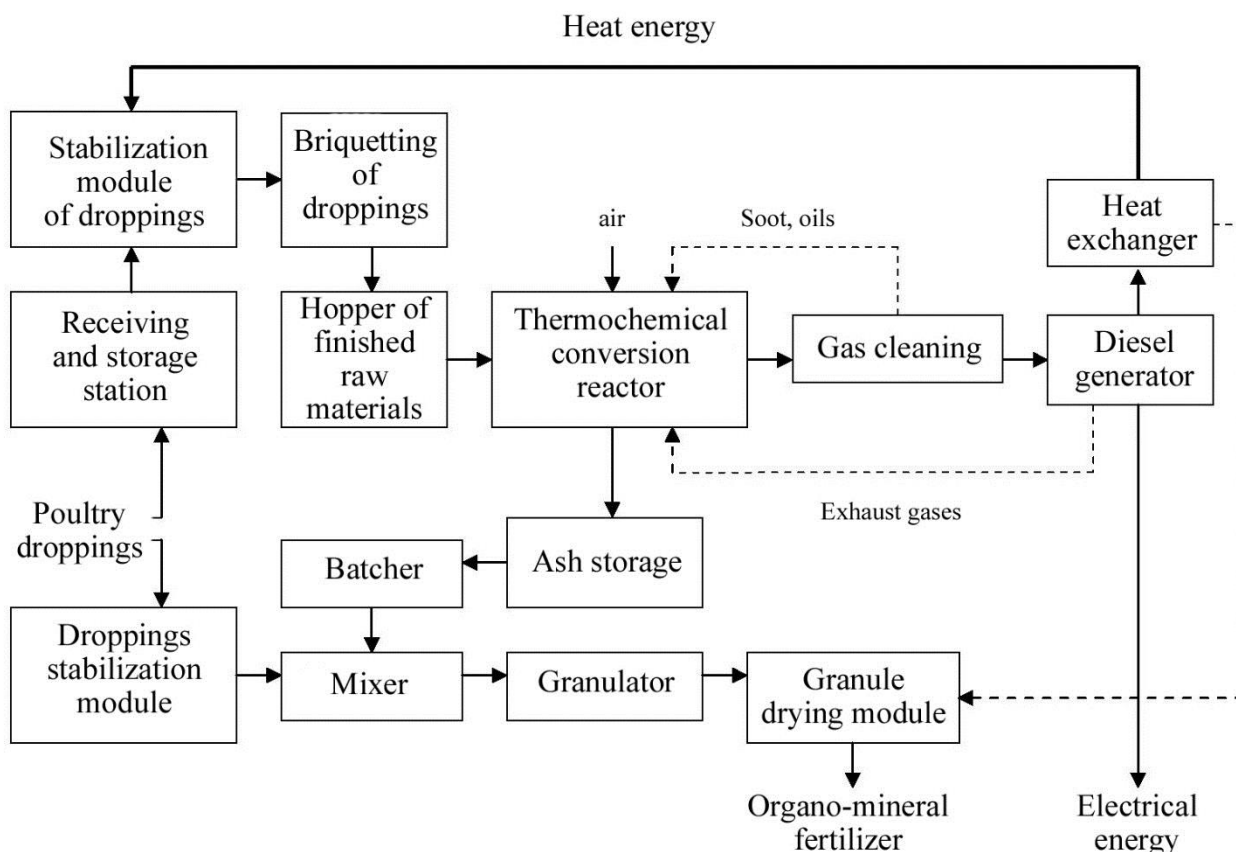 Heat energy
Stabilization
module
of droppings
Briquetting
of
droppings
air
Soot, oils
Heat
exchanger
Receiving
and storage
station
Hopper of
finished
raw
materials
Thermochemical
conversion
reactor
Gas cleaning
Diesel
generator
Poultry
droppings
Exhaust gases
Batcher
Ash storage
Droppings
stabilization
module
Mixer
Granulator
Granule
drying module
Organo-mineral
fertilizer
Electrical
energy